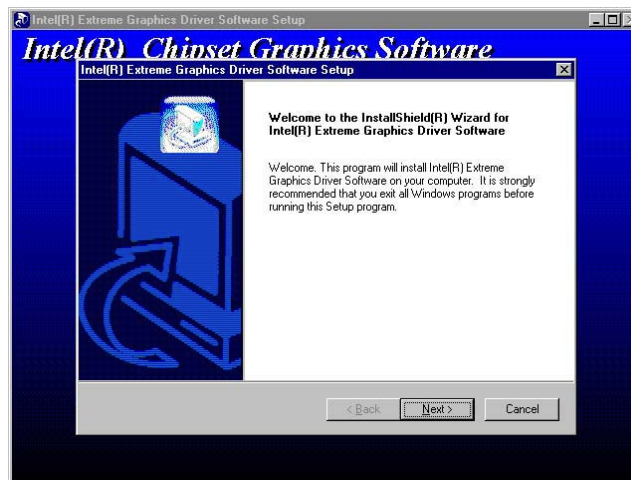 Intel(R) Extreme Graphics Driver Software Setup
Intel(R) Chipset Graphics Software
Intel(R) Extreme Graphics Driver Software Setup
Welcome to the InstallShield(R) Wizard for
Intel(R) Extreme Graphics Driver Software
Welcome. This program will install Intel(R) Extreme
Graphics Driver Software on your computer. It is strongly
recommended that you exit all Windows programs before
running this Setup program.
< Back
Next >
Cancel